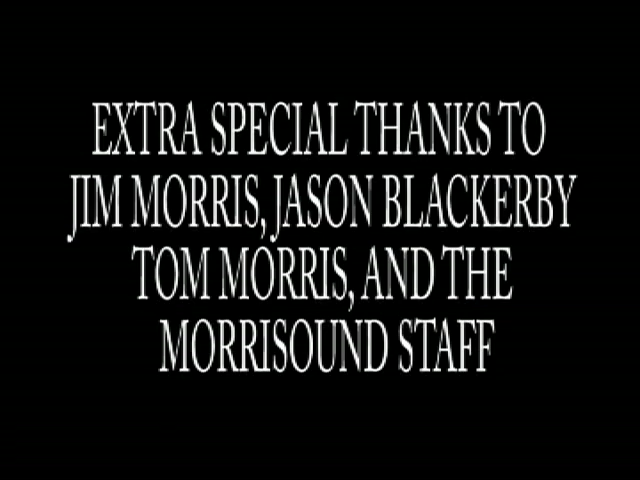 EXTRA SPECIAL THANKS TO
JIM MORRIS, JASON BLACKERBY
TOM MORRIS, AND THE
MORRISOUND STAFF